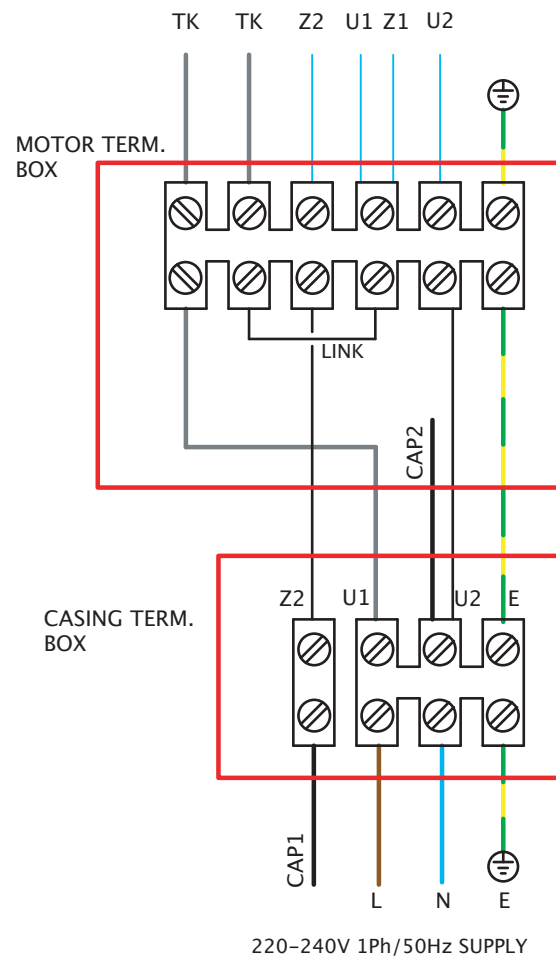 TK TK Z2 U1 Z1 U2
MOTOR TERM.
BOX
LINK
CAP2
Z2 U1 U2 E
CASING TERM.
BOX
CAP1
L N E
220-240V 1Ph/50Hz SUPPLY